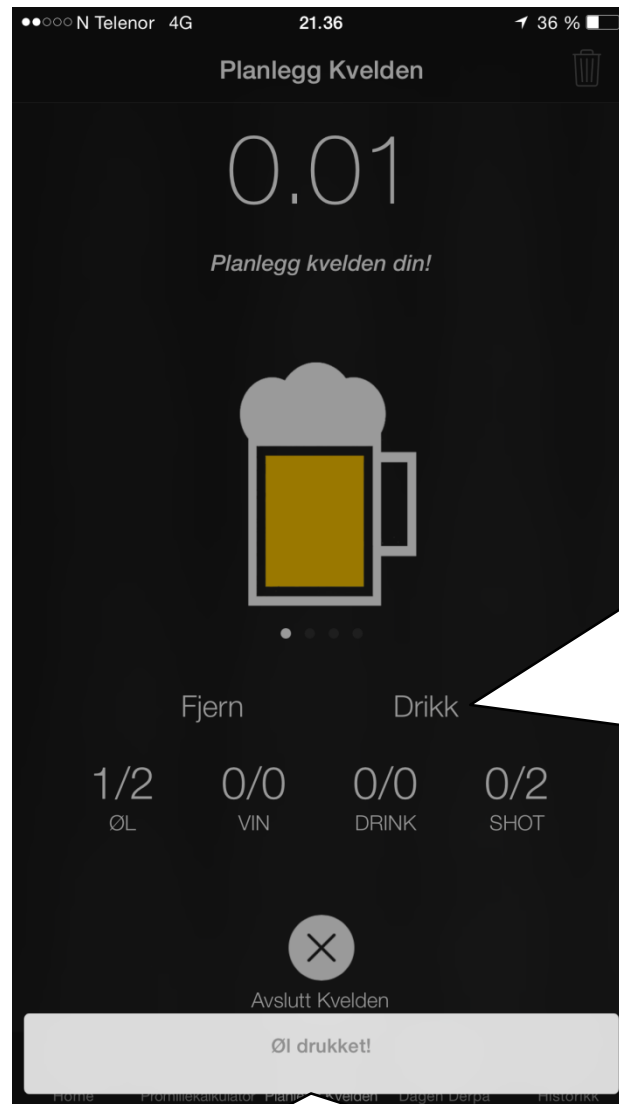 N Telenor 4G 21.36 36 %
Planlegg Kvelden
0.01
Planlegg kvelden din!
Fjern Drikk
1/2 0/0 0/0 0/2
ØL VIN DRINK SHOT
Avslutt Kvelden
Øl drukket!
Home Promillekalkulator Planlegg Kvelden Dagen Derpå Historikk